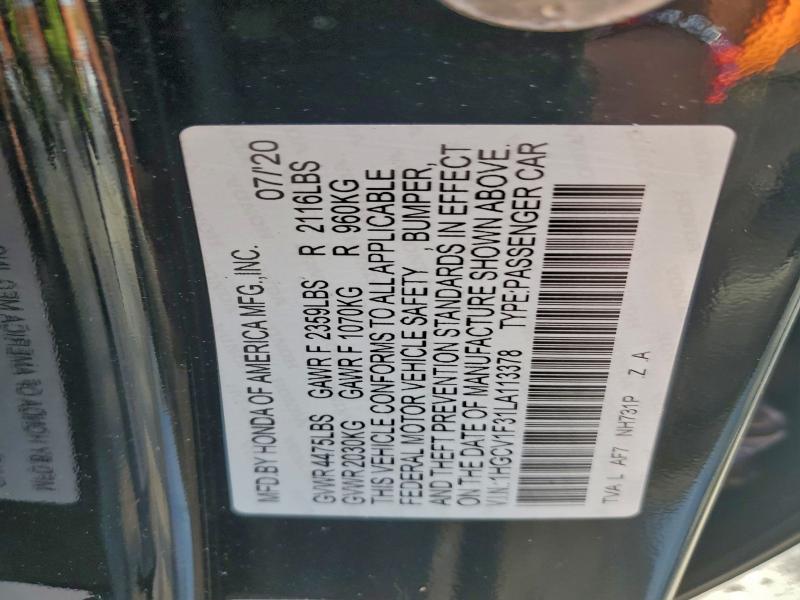 MFD BY HONDA OF AMERICA MFG., INC. 07/'20
GVWR 4475LBS GAWR F 2359LBS R 2116LBS
GVWR 2030KG GAWR F 1070KG R 960KG
THIS VEHICLE CONFORMS TO ALL APPLICABLE
FEDERAL MOTOR VEHICLE SAFETY , BUMPER,
AND THEFT PREVENTION STANDARDS IN EFFECT
ON THE DATE OF MANUFACTURE SHOWN ABOVE.
V.I.N.:1HGCV1F31LA113378 TYPE:PASSENGER CAR
TVA L AF7 NH731P Z A